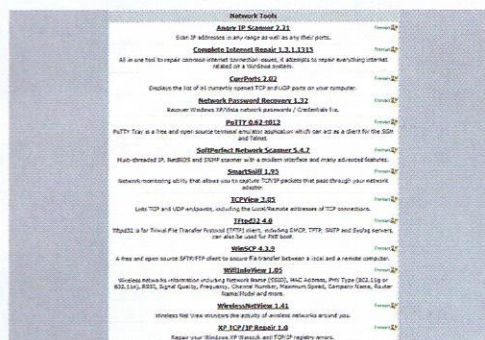 Network Tools
Angry IP Scanner 2.21
Scan IP addresses in any range as well as any their ports.
Complete Internet Repair 1.3.1.1315
All in one tool to repair common internet connection issues, it attempts to repair everything internet
related on a Windows system.
CurrPorts 2.02
Displays the list of all currently opened TCP and UDP ports on your computer.
Network Password Recovery 1.32
Recover Windows XP/Vista network passwords / Credentials file.
PuTTY 0.62-t012
PuTTY Tray is a free and open source terminal emulator application which can act as a client for the SSH
and Telnet.
SoftPerfect Network Scanner 5.4.7
Multi-threaded IP, NetBIOS and SNMP scanner with a modern interface and many advanced features.
SmartSniff 1.95
Network monitoring utility that allows you to capture TCP/IP packets that pass through your network
adapter.
TCPView 3.05
Lists TCP and UDP endpoints, including the Local/Remote addresses of TCP connections.
Tftpd32 4.0
Tftpd32 is for Trivial File Transfer Protocol [TFTP] client, including DHCP, TFTP, SNTP and Syslog servers,
can also be used for PXE boot.
WinSCP 4.3.9
A free and open source SFTP/FTP client to secure file transfer between a local and a remote computer.
WifiInfoView 1.05
Wireless networks information including Network Name (SSID), MAC Address, PHY Type (802.11g or
802.11n), RSSI, Signal Quality, Frequency, Channel Number, Maximum Speed, Company Name, Router
Name/Model and more.
WirelessNetView 1.41
Wireless Net View monitors the activity of wireless networks around you.
XP TCP/IP Repair 1.0
Repair your Windows XP Winsock and TCP/IP registry errors.